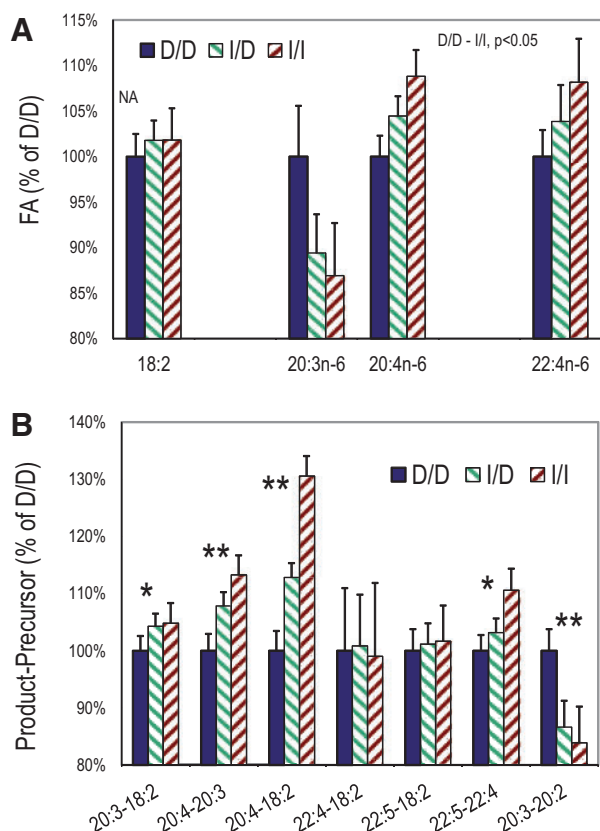 A
115%
110%
105%
100%
95%
90%
85%
80%
FA (% of D/D)
D/D I/D I/I
D/D - I/I, p<0.05
NA
18:2 20:3n-6 20:4n-6 22:4n-6
B
140%
130%
120%
110%
100%
90%
80%
Product-Precursor (% of D/D)
D/D I/D I/I
* ** ** * **
20:3-18:2 20:4-20:3 20:4-18:2 22:4-18:2 22:5-18:2 22:5-22:4 20:3-20:2